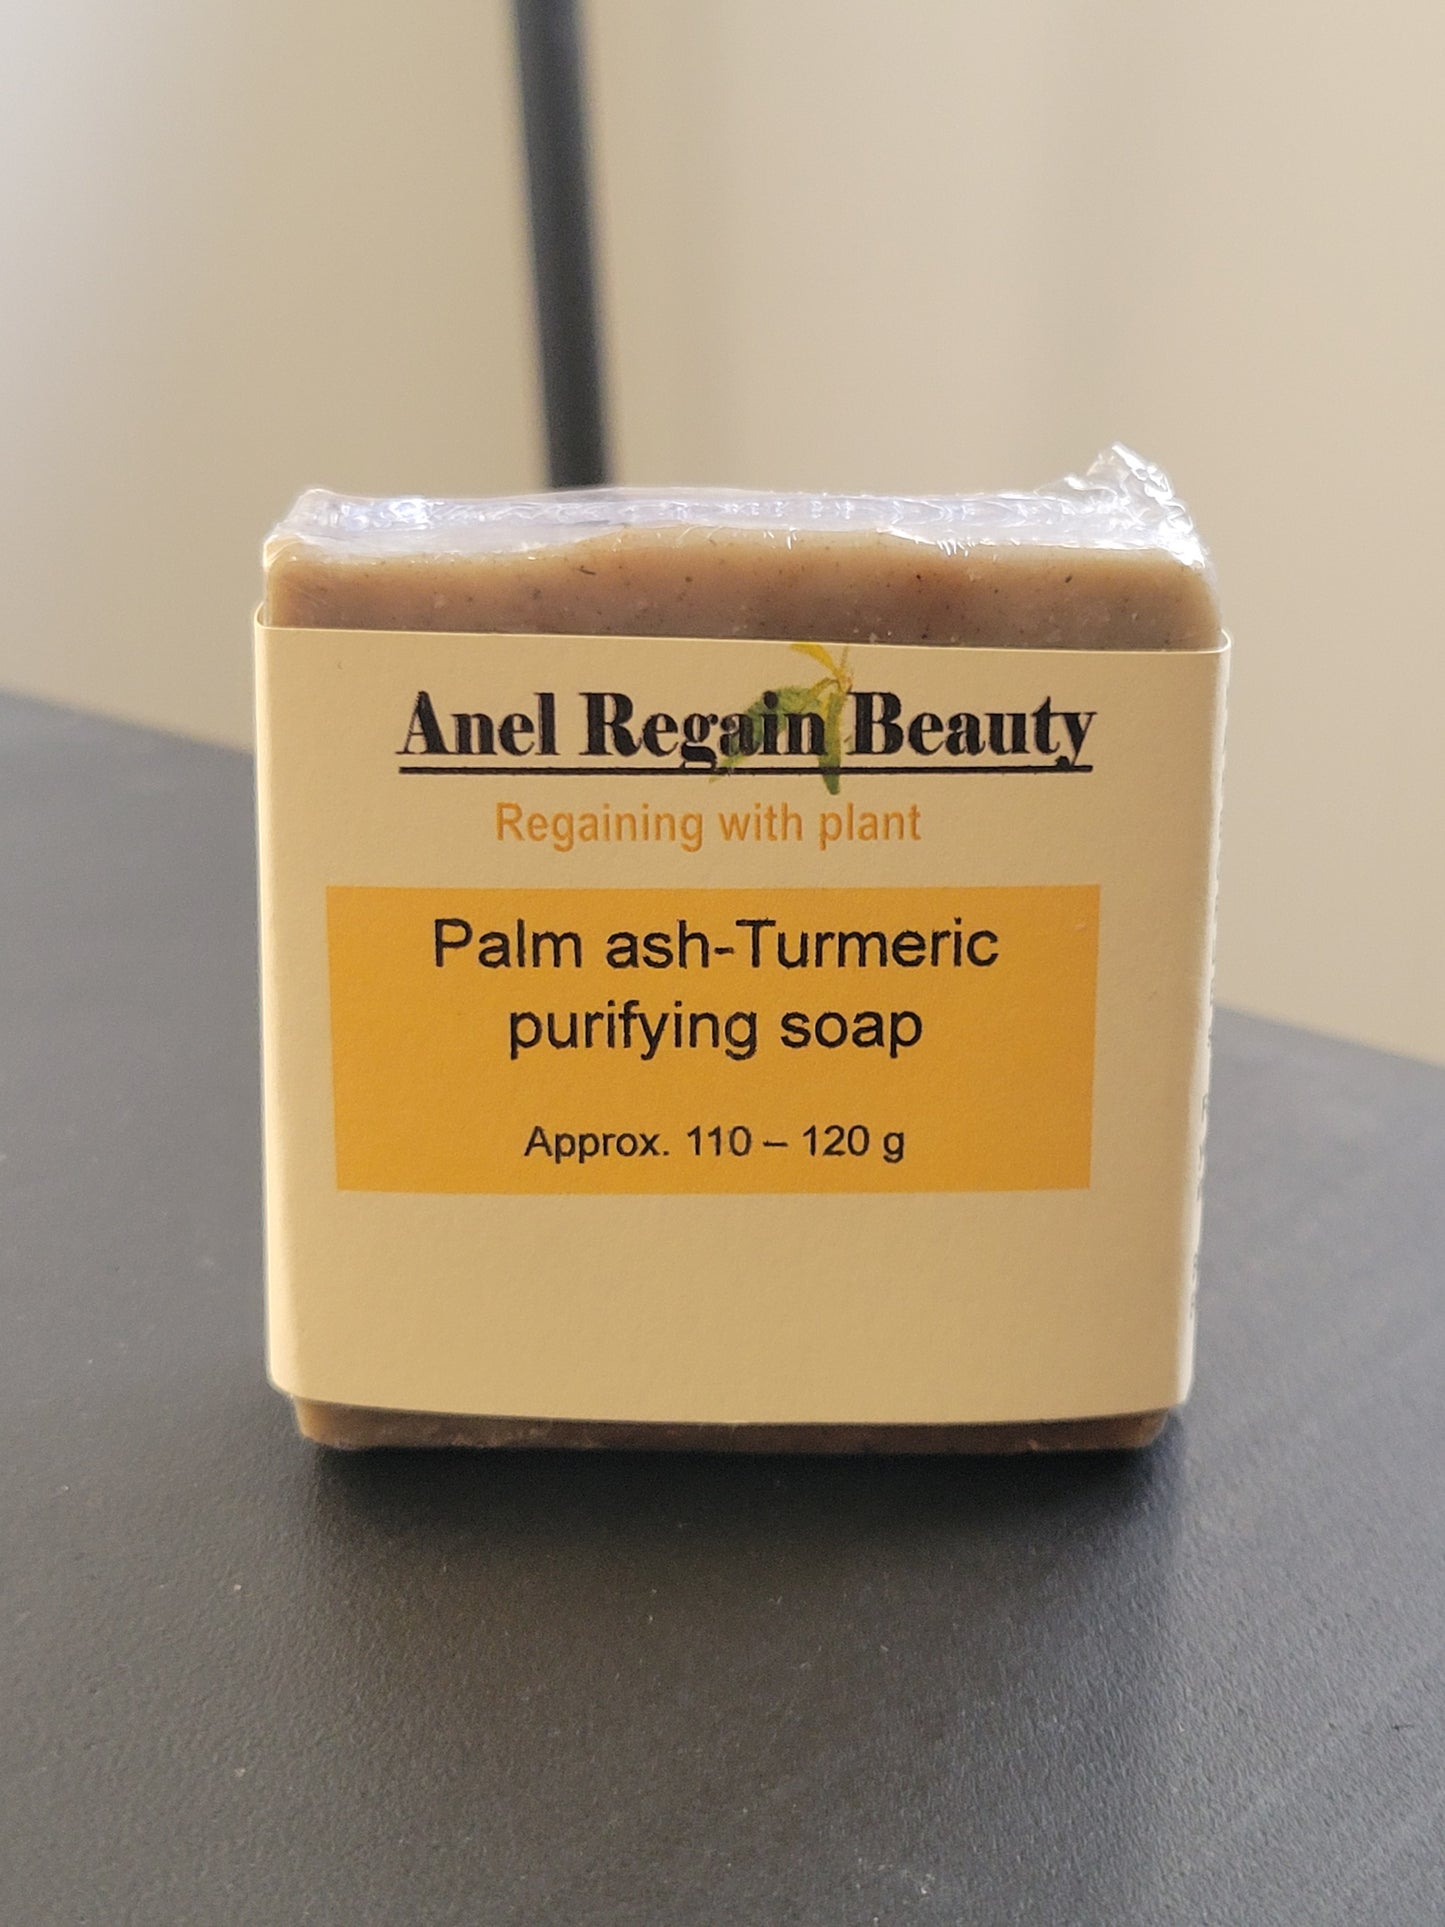 Anel Regain Beauty
Regaining with plant
Palm ash-Turmeric
purifying soap
Approx. 110 – 120 g